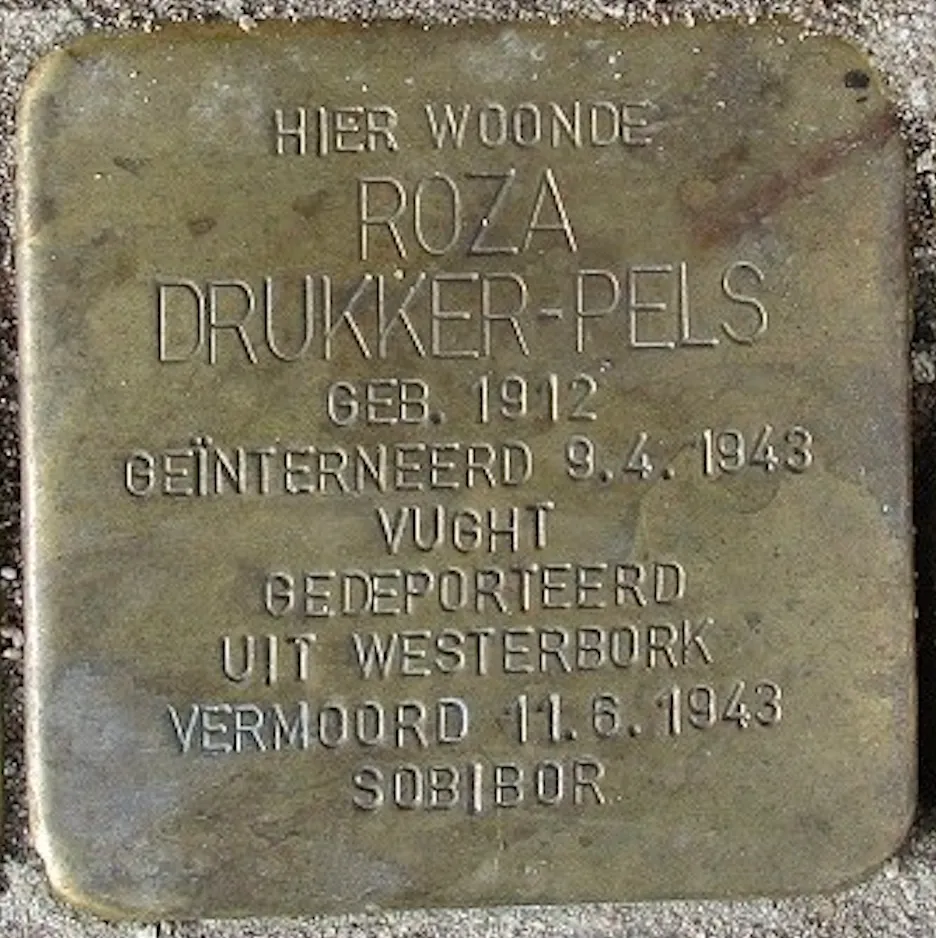 HIER WOONDE
ROZA
DRUKKER-PELS
GEB. 1912
GEÏNTERNEERD 9.4.1943
VUGHT
GEDEPORTEERD
UIT WESTERBORK
VERMOORD 11.6.1943
SOBIBOR